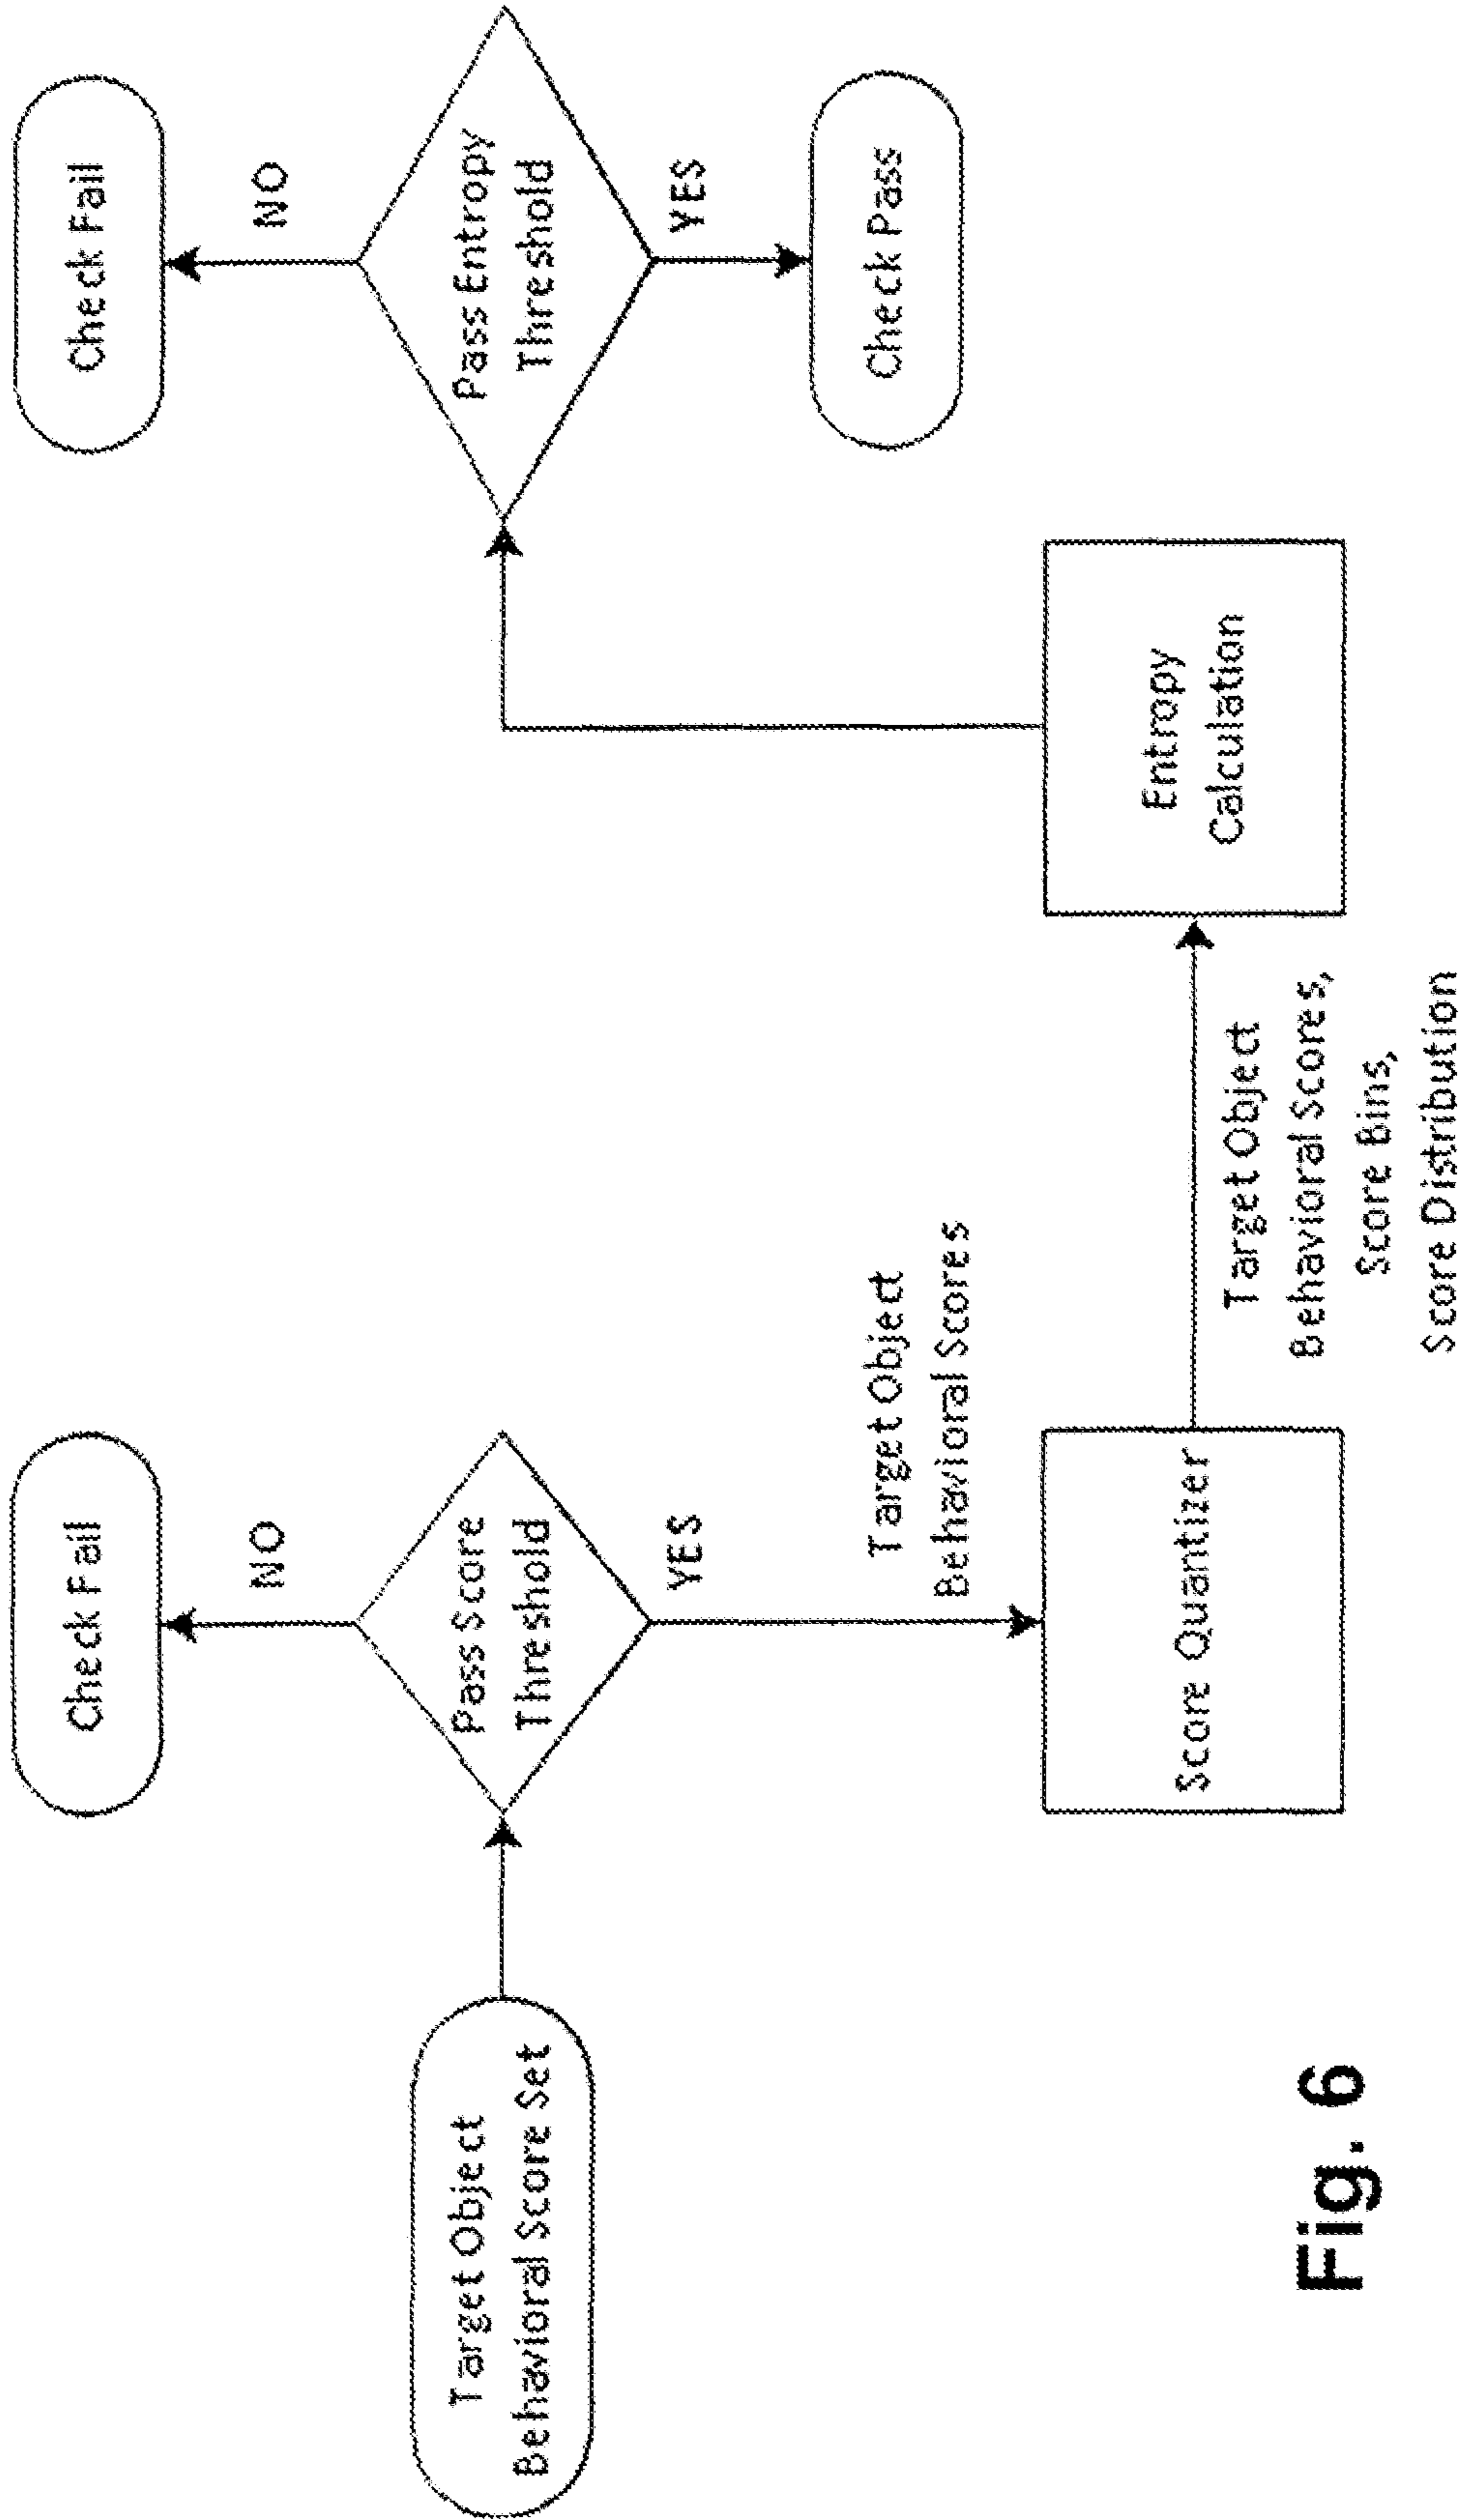 Target Object
Behavioral Score Set
Check Fail
NO
Pass Score
Threshold
YES
Target Object
Behavioral Scores
Score Quantizer
Target Object
Behavioral Scores,
Score Bins,
Score Distribution
Entropy
Calculation
Check Fail
NO
Pass Entropy
Threshold
YES
Check Pass
Fig. 6